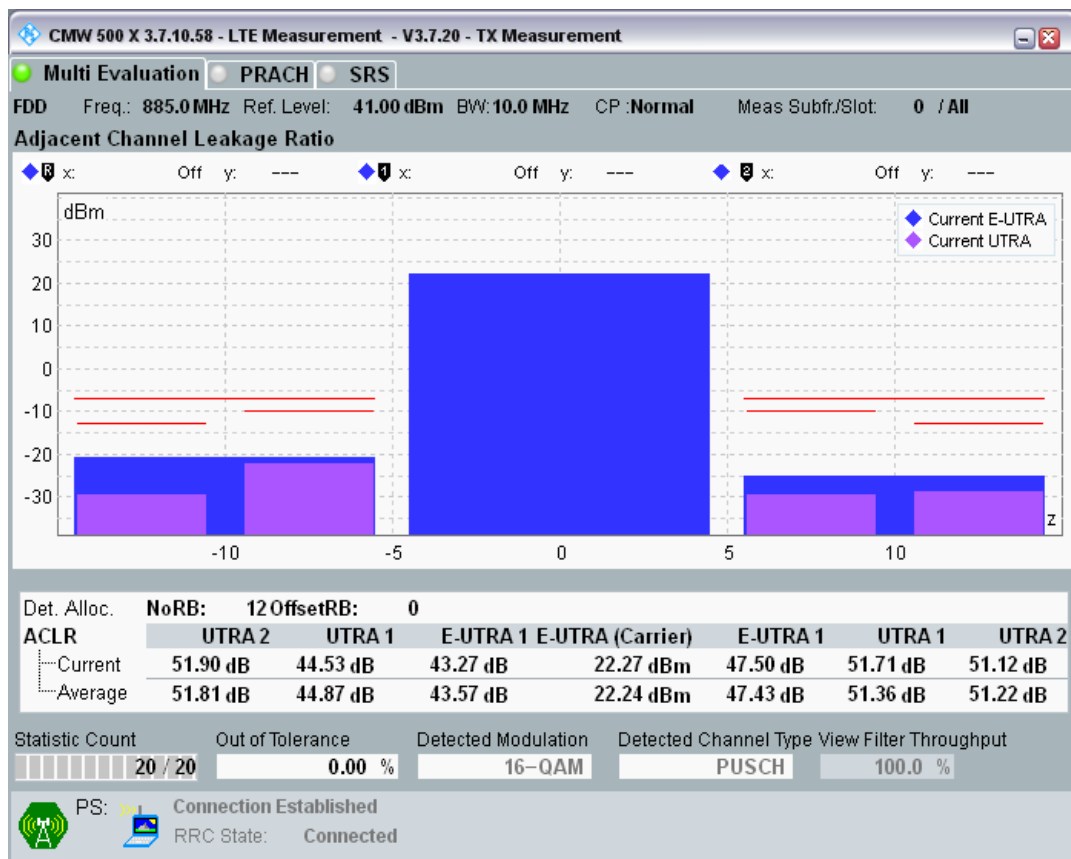 CMW 500 X 3.7.10.58 - LTE Measurement - V3.7.20 - TX Measurement
Multi Evaluation PRACH SRS
FDD Freq.: 885.0 MHz Ref. Level: 41.00 dBm BW: 10.0 MHz CP :Normal Meas Subfr./Slot: 0 / All
Adjacent Channel Leakage Ratio
R x: Off y: --- 1 x: Off y: --- 2 x: Off y: ---
dBm
Current E-UTRA
Current UTRA
30
20
10
0
-10
-20
-30
z
-10 -5 0 5 10
Det. Alloc. NoRB: 12 OffsetRB: 0
ACLR UTRA 2 UTRA 1 E-UTRA 1 E-UTRA (Carrier) E-UTRA 1 UTRA 1 UTRA 2
Current 51.90 dB 44.53 dB 43.27 dB 22.27 dBm 47.50 dB 51.71 dB 51.12 dB
Average 51.81 dB 44.87 dB 43.57 dB 22.24 dBm 47.43 dB 51.36 dB 51.22 dB
Statistic Count Out of Tolerance Detected Modulation Detected Channel Type View Filter Throughput
20 / 20 0.00 % 16-QAM PUSCH 100.0 %
PS: Connection Established
RRC State: Connected